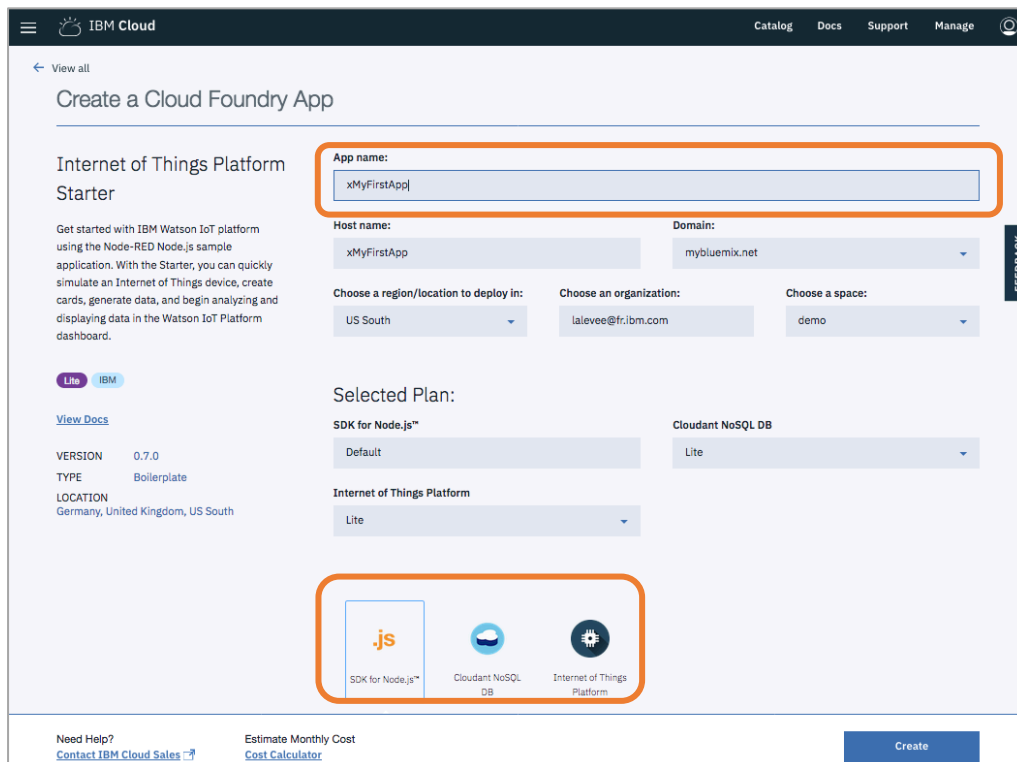 IBM Cloud
Catalog Docs Support Manage
← View all
Create a Cloud Foundry App
Internet of Things Platform
Starter
Get started with IBM Watson IoT platform
using the Node-RED Node.js sample
application. With the Starter, you can quickly
simulate an Internet of Things device, create
cards, generate data, and begin analyzing and
displaying data in the Watson IoT Platform
dashboard.
Lite IBM
View Docs
VERSION 0.7.0
TYPE Boilerplate
LOCATION
Germany, United Kingdom, US South
App name:
xMyFirstApp
Host name: Domain:
xMyFirstApp mybluemix.net
Choose a region/location to deploy in: Choose an organization: Choose a space:
US South lalevee@fr.ibm.com demo
Selected Plan:
SDK for Node.js™ Cloudant NoSQL DB
Default Lite
Internet of Things Platform
Lite
.js
SDK for Node.js™
Cloudant NoSQL
DB
Internet of Things
Platform
FEEDBACK
Need Help?
Contact IBM Cloud Sales
Estimate Monthly Cost
Cost Calculator
Create